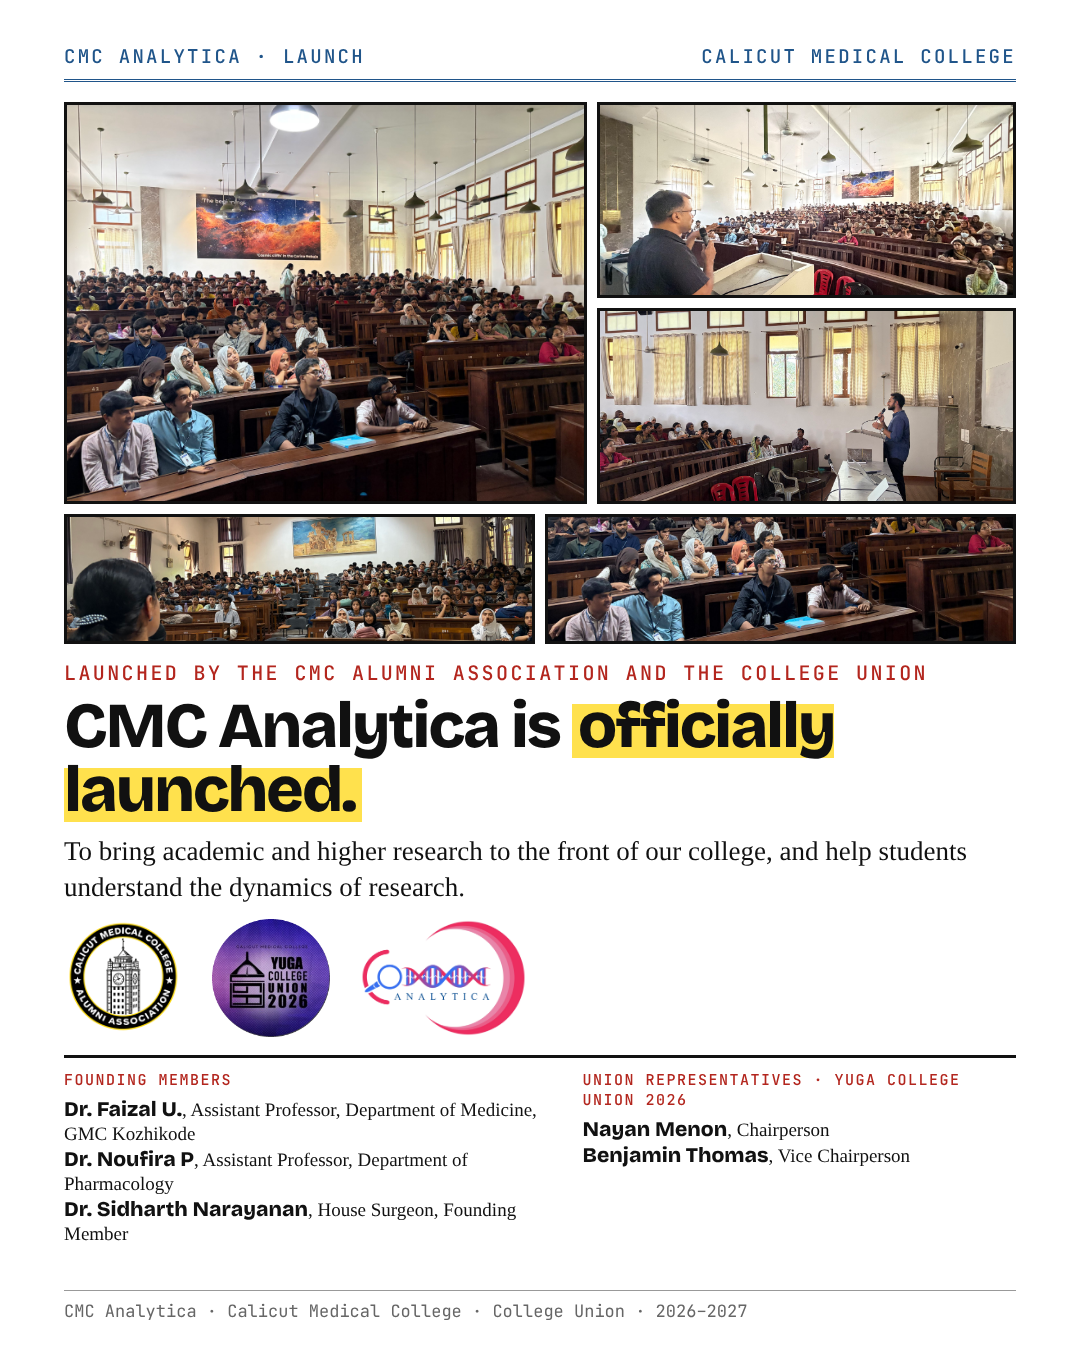 CMC ANALYTICA · LAUNCH
CALICUT MEDICAL COLLEGE
The beginning
LAUNCHED BY THE CMC ALUMNI ASSOCIATION AND THE COLLEGE UNION
CMC Analytica is officially
launched.
To bring academic and higher research to the front of our college, and help students
understand the dynamics of research.
CALICUT MEDICAL COLLEGE
ALUMNI ASSOCIATION
CALICUT MEDICAL COLLEGE
YUGA
COLLEGE
UNION
2026
ANALYTICA
FOUNDING MEMBERS
Dr. Faizal U., Assistant Professor, Department of Medicine,
GMC Kozhikode
Dr. Noufira P, Assistant Professor, Department of
Pharmacology
Dr. Sidharth Narayanan, House Surgeon, Founding
Member
UNION REPRESENTATIVES · YUGA COLLEGE
UNION 2026
Nayan Menon, Chairperson
Benjamin Thomas, Vice Chairperson
CMC Analytica · Calicut Medical College · College Union · 2026–2027